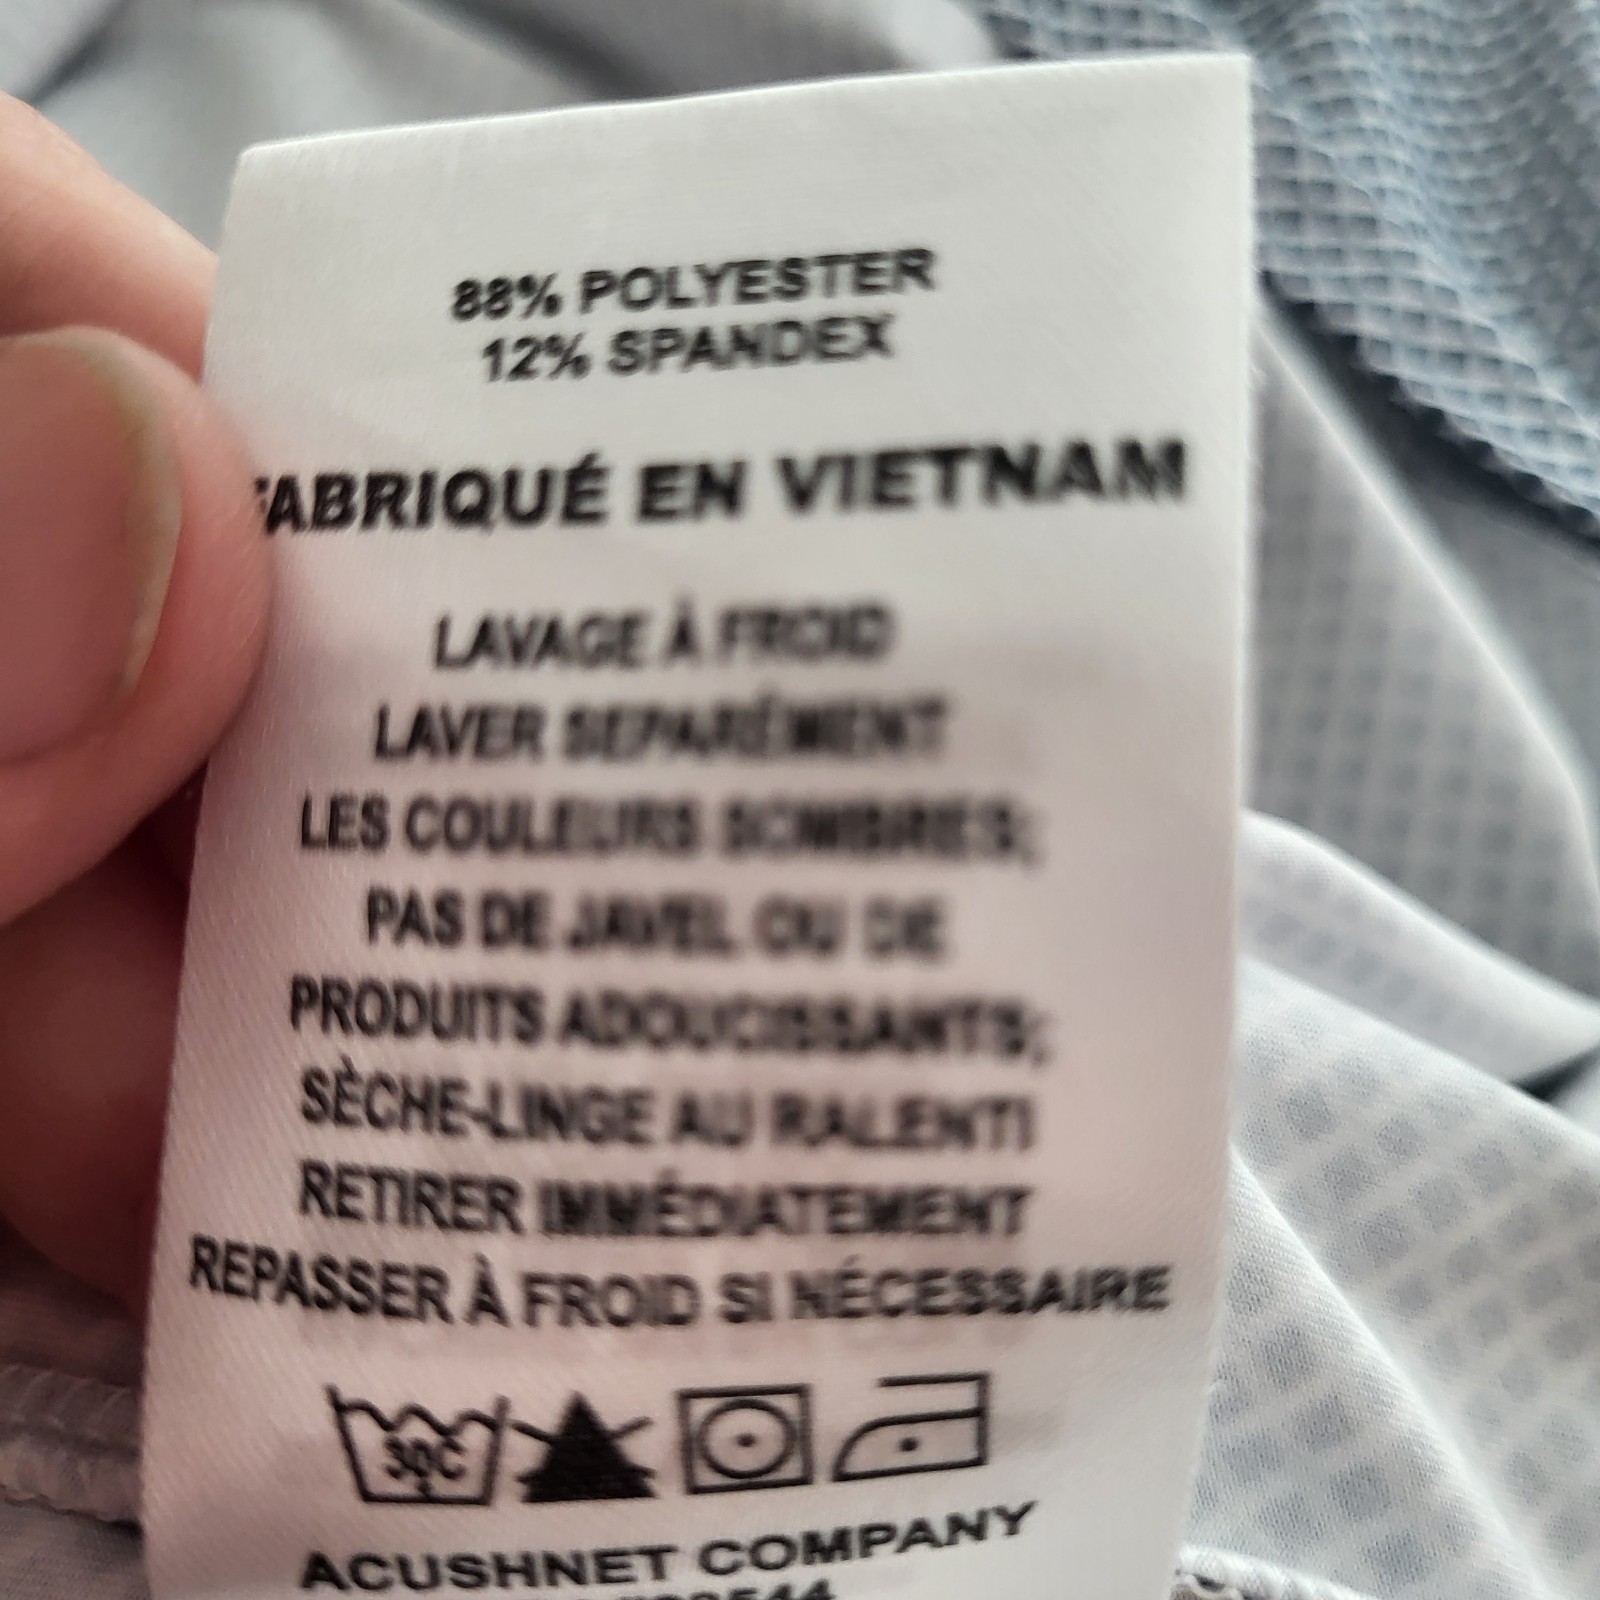 88% POLYESTER
12% SPANDEX
FABRIQUÉ EN VIETNAM
LAVAGE À FROID
LAVER SEPARÉMENT
LES COULEURS SOMBRES;
PAS DE JAVEL OU DE
PRODUITS ADOUCISSANTS;
SÈCHE-LINGE AU RALENTI
RETIRER IMMÉDIATEMENT
REPASSER À FROID SI NÉCESSAIRE
30C
ACUSHNET COMPANY